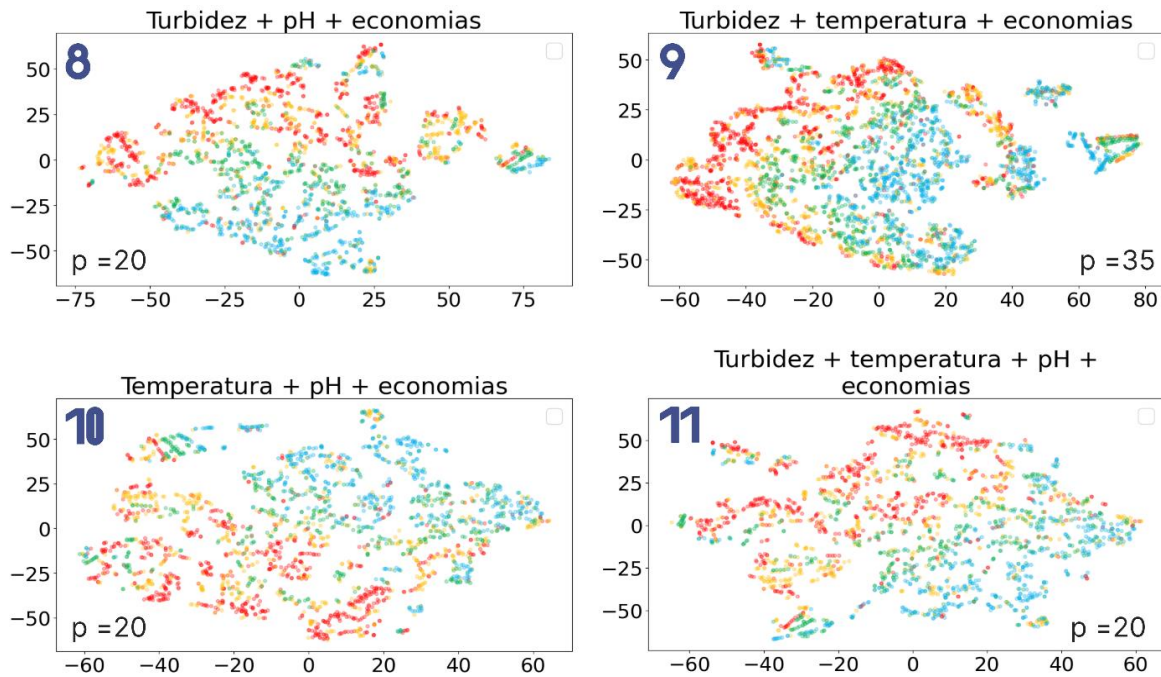 Turbidez + pH + economias
8
50
25
0
−25
−50
p =20
−75 −50 −25 0 25 50 75
Turbidez + temperatura + economias
9
50
25
0
−25
−50
p =35
−60 −40 −20 0 20 40 60 80
Temperatura + pH + economias
10
50
25
0
−25
−50
p =20
−60 −40 −20 0 20 40 60
Turbidez + temperatura + pH +
economias
11
50
25
0
−25
−50
p =20
−60 −40 −20 0 20 40 60